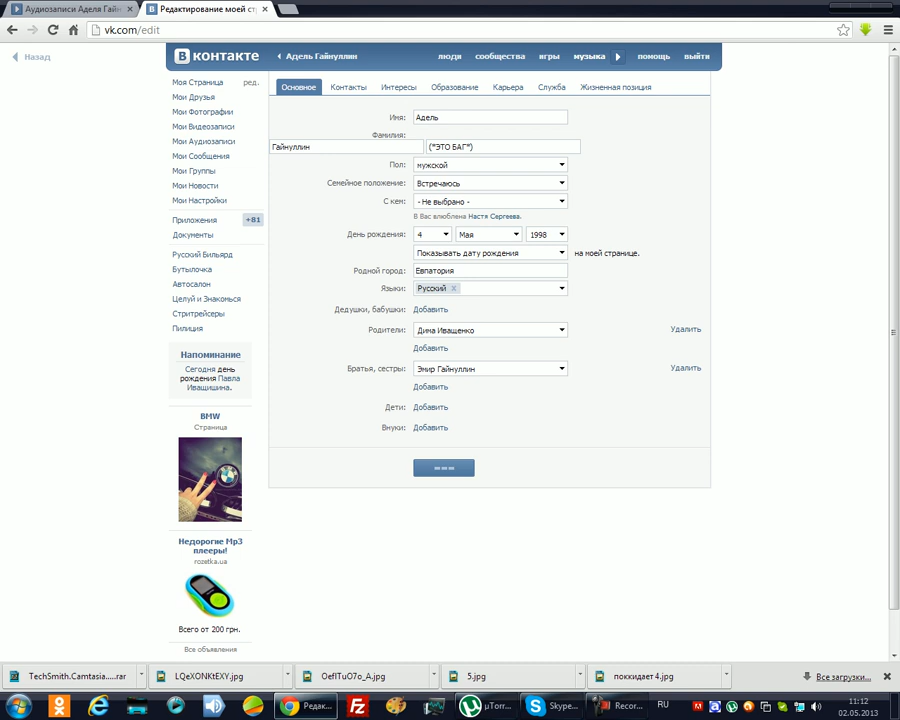 Аудиозаписи Аделя Гайн
Редактирование моей стр
vk.com/edit
Назад
В контакте
Адель Гайнуллин
люди
сообщества
игры
музыка
помощь
выйти
Моя Страница
ред.
Мои Друзья
Мои Фотографии
Мои Видеозаписи
Мои Аудиозаписи
Мои Сообщения
Мои Группы
Мои Новости
Мои Настройки
Приложения
+81
Документы
Русский Бильярд
Бутылочка
Автосалон
Целуй и Знакомься
Стритрейсеры
Пилиция
Напоминание
Сегодня день
рождения Павла
Иващишина.
BMW
Страница
Недорогие Mp3
плееры!
rozetka.ua
Всего от 200 грн.
Все объявления
Основное
Контакты
Интересы
Образование
Карьера
Служба
Жизненная позиция
Имя:
Адель
Фамилия:
Гайнуллин
("ЭТО БАГ")
Пол:
мужской
Семейное положение:
Встречаюсь
С кем:
- Не выбрано -
В Вас влюблена Настя Сергеева.
День рождения:
4
Мая
1998
Показывать дату рождения
на моей странице.
Родной город:
Евпатория
Языки:
Русский
Дедушки, бабушки:
Добавить
Родители:
Дима Иващенко
Удалить
Добавить
Братья, сестры:
Эмир Гайнуллин
Удалить
Добавить
Дети:
Добавить
Внуки:
Добавить
TechSmith.Camtasia.....rar
LQeXONKtEXY.jpg
OefITuO7o_A.jpg
5.jpg
поккидает 4.jpg
Все загрузки...
Редак...
µTorr...
Skype...
Recor...
RU
11:12
02.05.2013